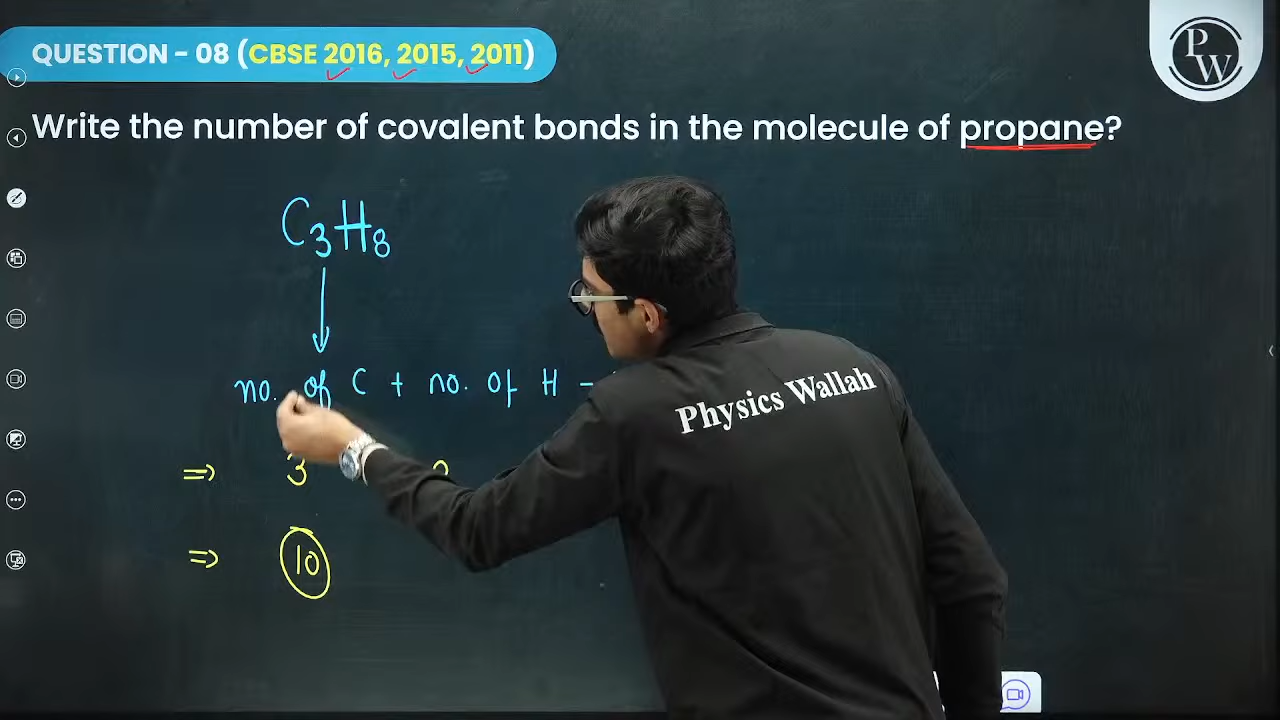 QUESTION - 08 (CBSE 2016, 2015, 2011)
PW
Write the number of covalent bonds in the molecule of propane?
C3H8
no. of C + no. of H -
Physics Wallah
=> 3
=> 10